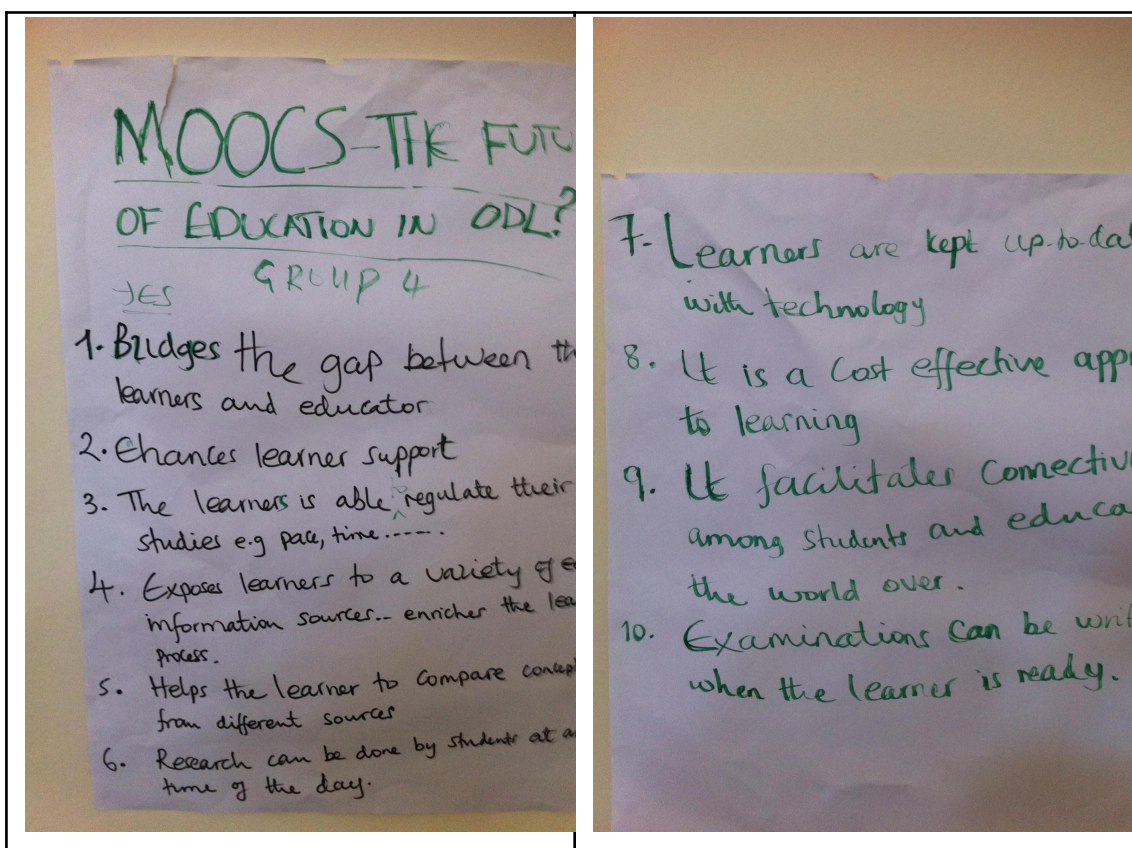 MOOCS-THE FUTU
OF EDUCATION IN ODL?
GROUP 4
YES
1. Bridges the gap between th
learners and educator
2. Ehances learner support
3. The learners is able to regulate their
studies e.g pace, time......
4. Exposes learners to a variety of e
information sources.. enriches the lea
process.
5. Helps the learner to compare concep
from different sources
6. Research can be done by students at a
time of the day.
7. Learners are kept up-to-da
with technology
8. It is a cost effective app
to learning
9. It facilitates connectiv
among students and educa
the world over.
10. Examinations can be writ
when the learner is ready.